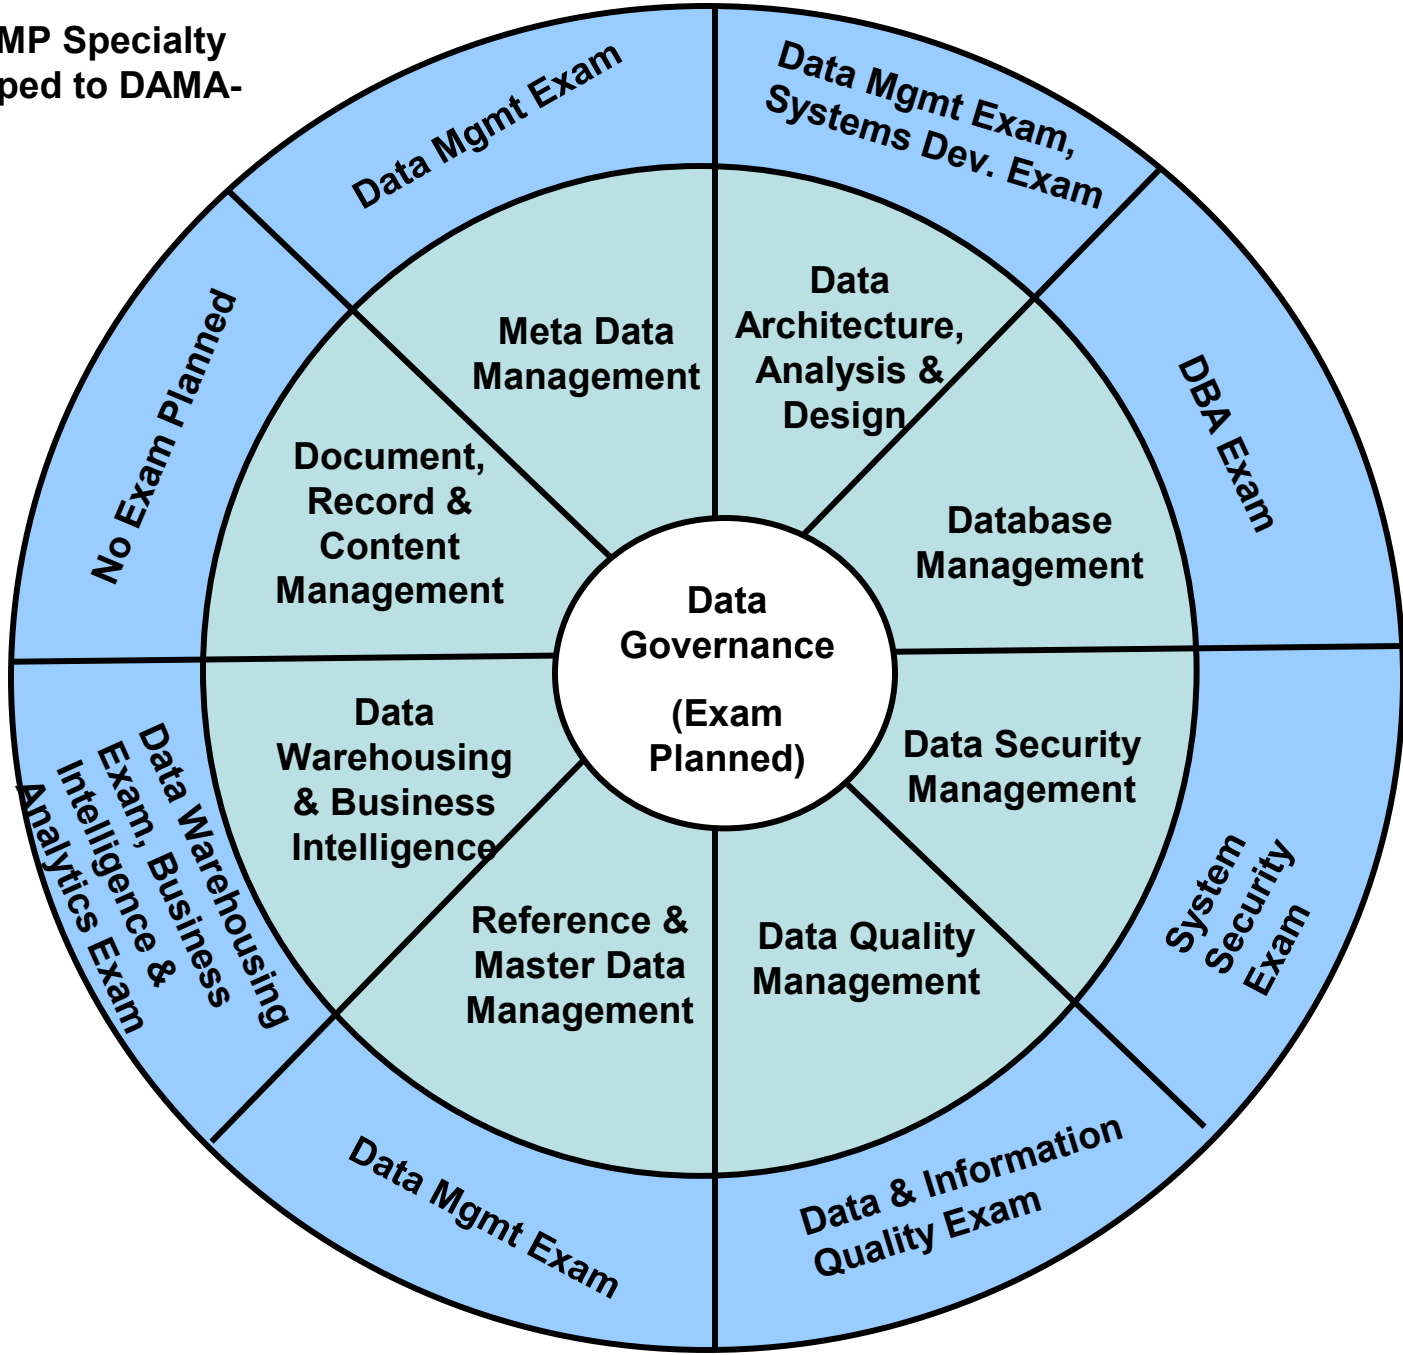 MP Specialty
ped to DAMA-
Data Mgmt Exam
Data Mgmt Exam,
Systems Dev. Exam
No Exam Planned
DBA Exam
Meta Data
Management
Data
Architecture,
Analysis &
Design
Document,
Record &
Content
Management
Database
Management
Data
Governance
(Exam
Planned)
Data
Warehousing
& Business
Intelligence
Data Security
Management
Reference &
Master Data
Management
Data Quality
Management
Data Warehousing
Exam, Business
Intelligence &
Analytics Exam
System
Security
Exam
Data Mgmt Exam
Data & Information
Quality Exam